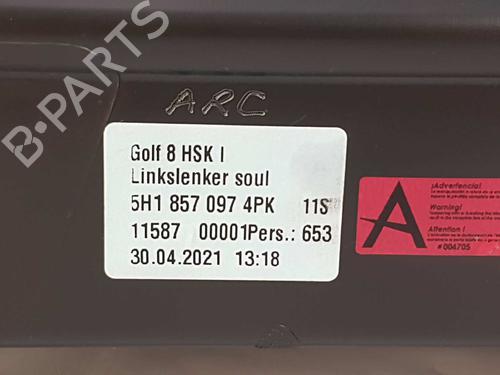 B-PARTS
ARC
Golf 8 HSK I
Linkslenker soul
5H1 857 097 4PK 11S
11587 00001Pers.: 653
30.04.2021 13:18
A
¡Advertencia!
Warning!
Attention !
#004705